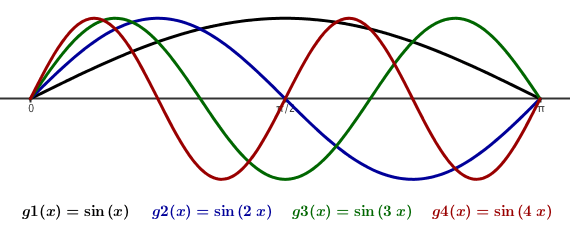 0 π/2 π
g1(x) = sin (x) g2(x) = sin (2 x) g3(x) = sin (3 x) g4(x) = sin (4 x)